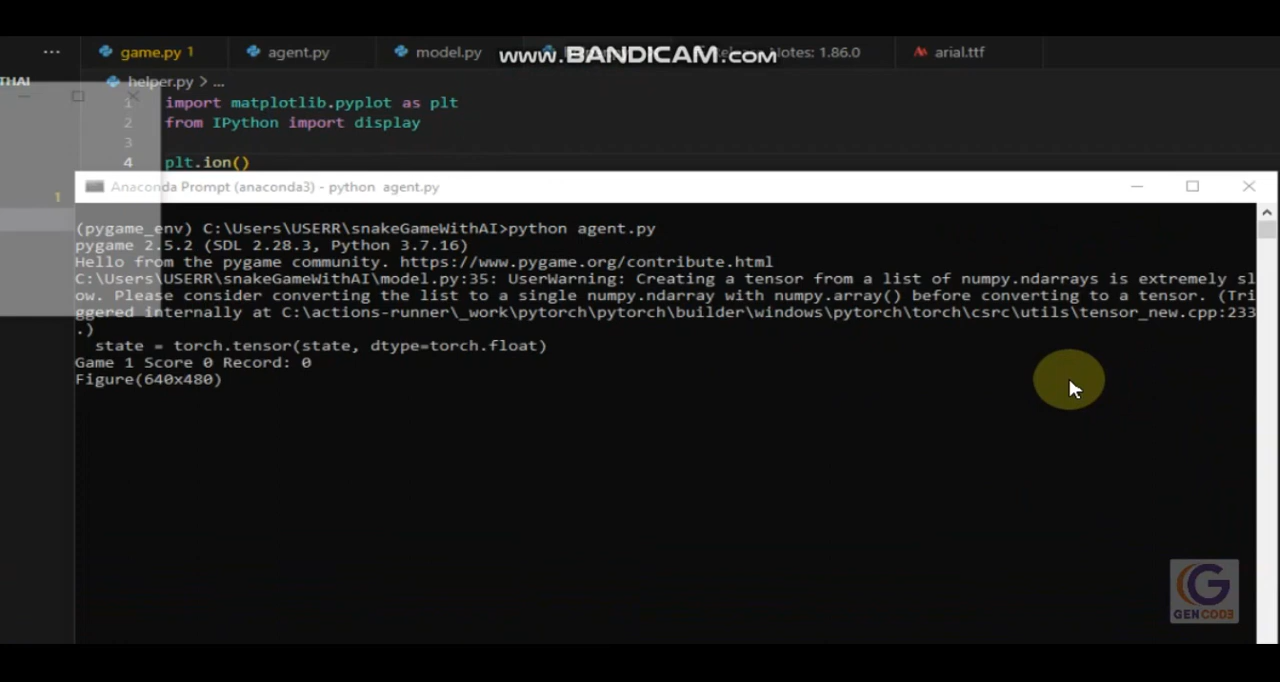 ... game.py 1 agent.py model.py www.BANDICAM.com Notes: 1.86.0 arial.ttf
THAI helper.py > ...
1 import matplotlib.pyplot as plt
2 from IPython import display
3
4 plt.ion()
1
Anaconda Prompt (anaconda3) - python agent.py
(pygame_env) C:\Users\USERR\snakeGameWithAI>python agent.py
pygame 2.5.2 (SDL 2.28.3, Python 3.7.16)
Hello from the pygame community. https://www.pygame.org/contribute.html
C:\Users\USERR\snakeGameWithAI\model.py:35: UserWarning: Creating a tensor from a list of numpy.ndarrays is extremely sl
ow. Please consider converting the list to a single numpy.ndarray with numpy.array() before converting to a tensor. (Tri
ggered internally at C:\actions-runner\_work\pytorch\pytorch\builder\windows\pytorch\torch\csrc\utils\tensor_new.cpp:233
.)
state = torch.tensor(state, dtype=torch.float)
Game 1 Score 0 Record: 0
Figure(640x480)
G
GENCODE